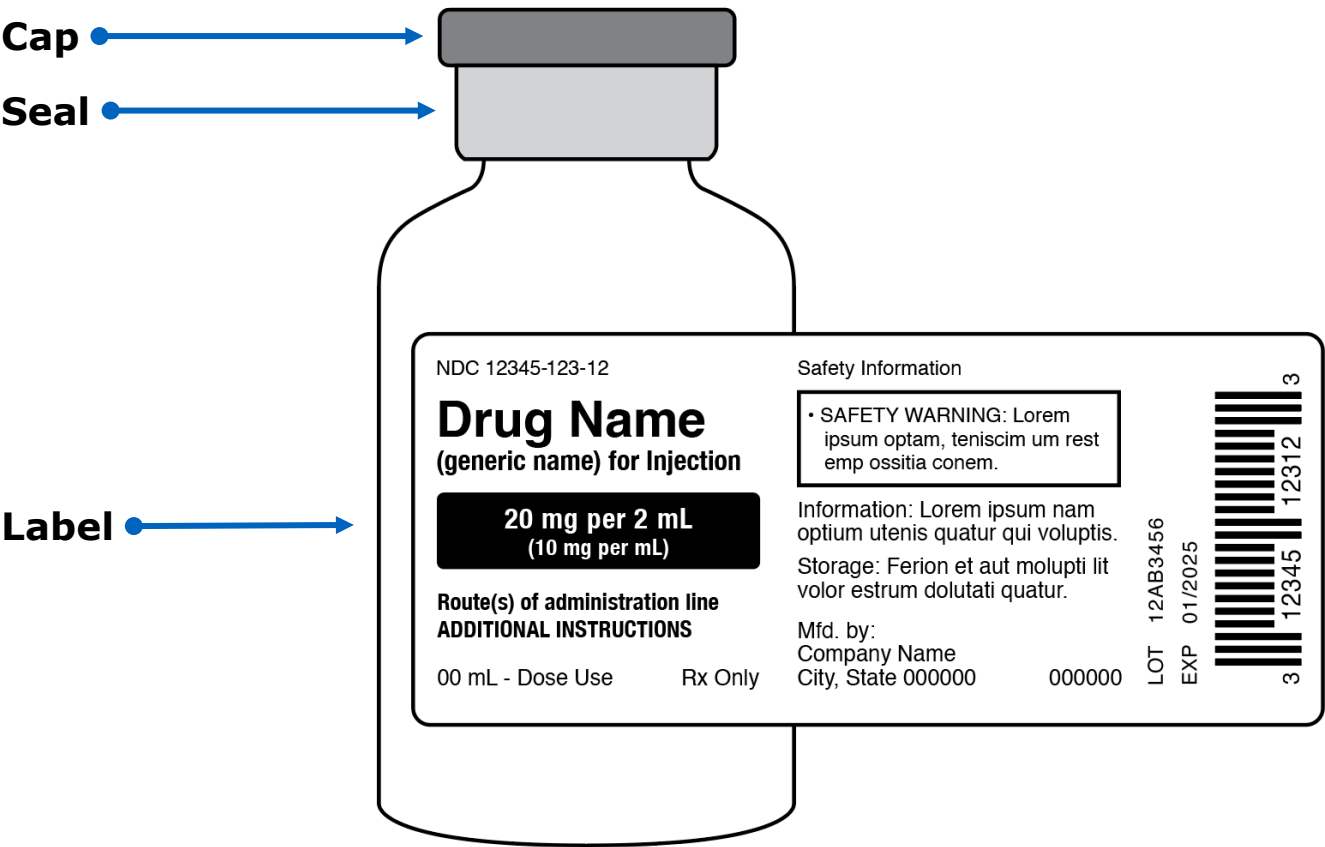 Cap
Seal
Label
NDC 12345-123-12
Drug Name
(generic name) for Injection
20 mg per 2 mL
(10 mg per mL)
Route(s) of administration line
ADDITIONAL INSTRUCTIONS
00 mL - Dose Use
Rx Only
Safety Information
• SAFETY WARNING: Lorem
ipsum optam, teniscim um rest
emp ossitia conem.
Information: Lorem ipsum nam
optium utenis quatur qui voluptis.
Storage: Ferion et aut molupti lit
volor estrum dolutati quatur.
Mfd. by:
Company Name
City, State 000000
000000
LOT 12AB3456
EXP 01/2025
3 12345 12312 3